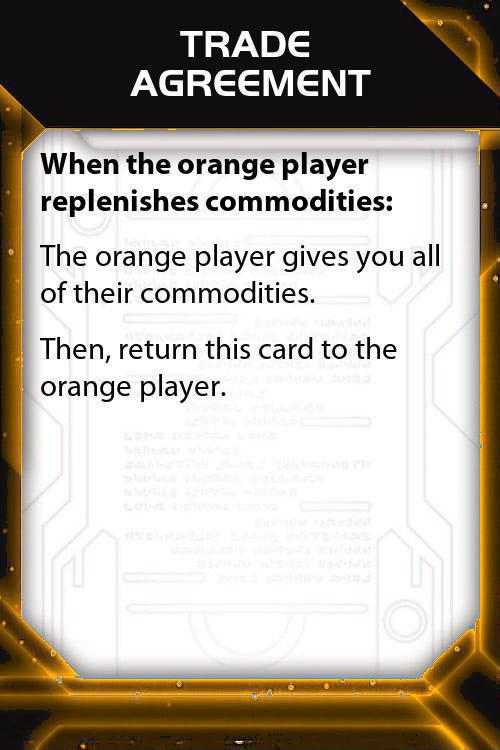 TRADE
AGREEMENT
When the orange player
replenishes commodities:
The orange player gives you all
of their commodities.
Then, return this card to the
orange player.